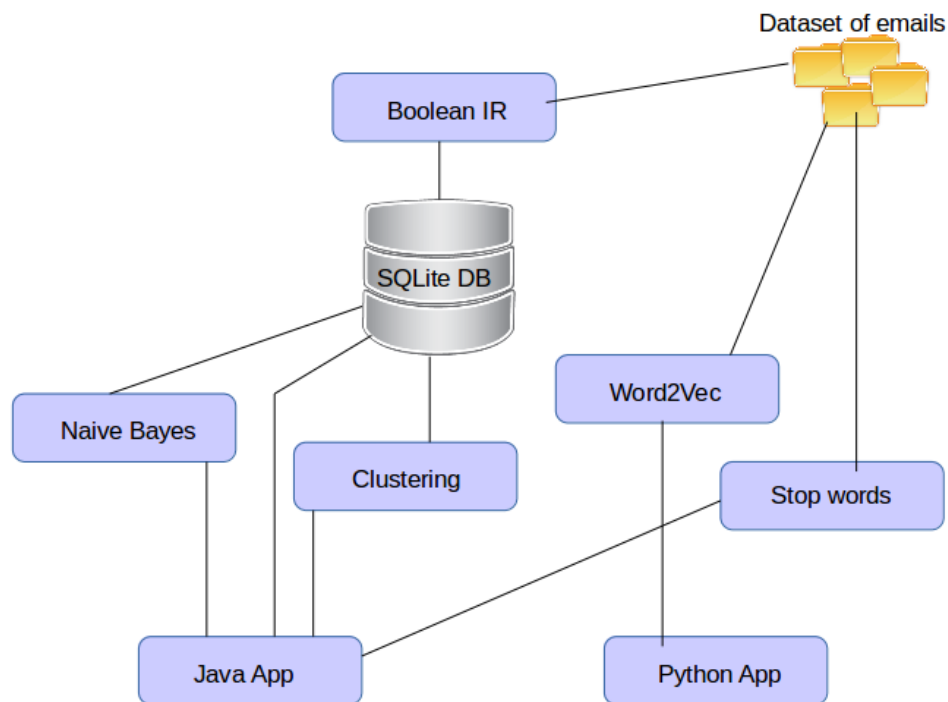 Dataset of emails
Boolean IR
SQLite DB
Word2Vec
Naive Bayes
Clustering
Stop words
Java App
Python App